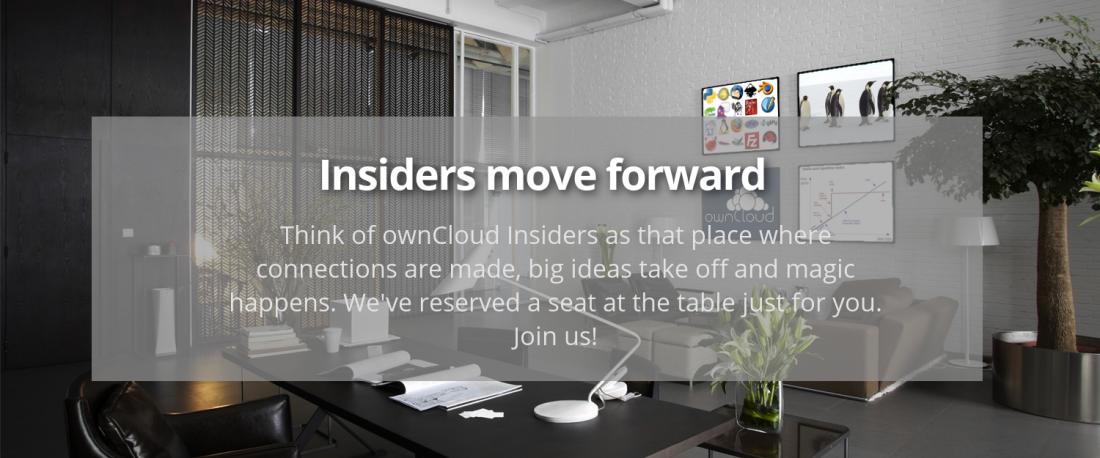 Insiders move forward
ownCloud
Think of ownCloud Insiders as that place where
connections are made, big ideas take off and magic
happens. We've reserved a seat at the table just for you.
Join us!